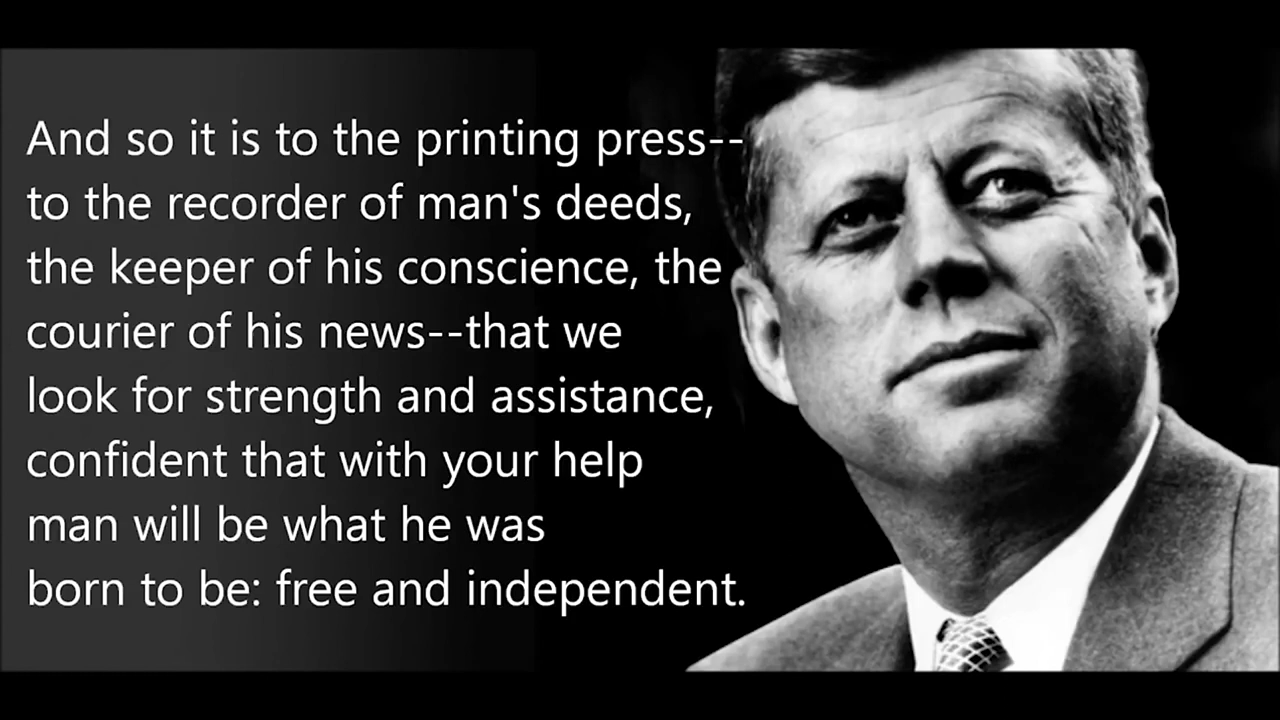 And so it is to the printing press--
to the recorder of man's deeds,
the keeper of his conscience, the
courier of his news--that we
look for strength and assistance,
confident that with your help
man will be what he was
born to be: free and independent.